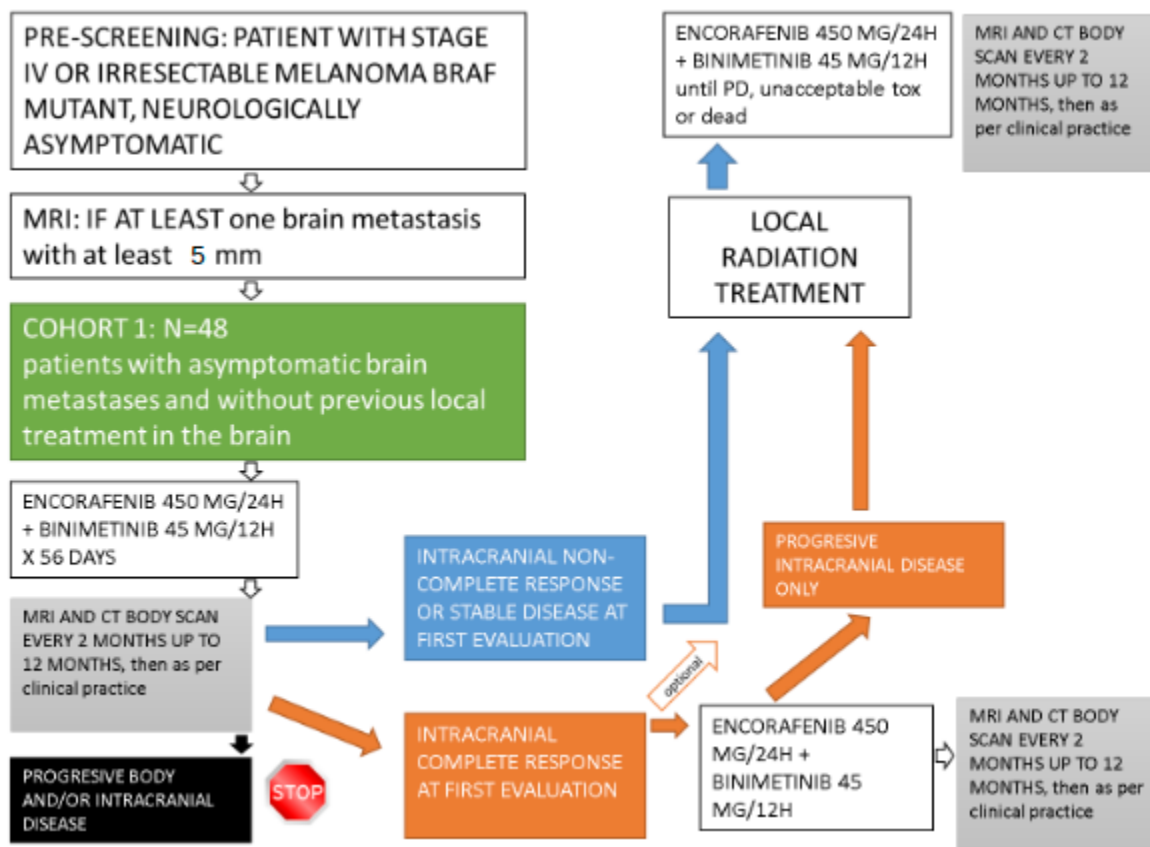 PRE-SCREENING: PATIENT WITH STAGE
IV OR IRRESECTABLE MELANOMA BRAF
MUTANT, NEUROLOGICALLY
ASYMPTOMATIC
MRI: IF AT LEAST one brain metastasis
with at least 5 mm
COHORT 1: N=48
patients with asymptomatic brain
metastases and without previous local
treatment in the brain
ENCORAFENIB 450 MG/24H
+ BINIMETINIB 45 MG/12H
X 56 DAYS
MRI AND CT BODY SCAN
EVERY 2 MONTHS UP TO
12 MONTHS, then as per
clinical practice
PROGRESIVE BODY
AND/OR INTRACRANIAL
DISEASE
STOP
INTRACRANIAL NON-
COMPLETE RESPONSE
OR STABLE DISEASE AT
FIRST EVALUATION
INTRACRANIAL
COMPLETE RESPONSE
AT FIRST EVALUATION
optional
ENCORAFENIB 450
MG/24H +
BINIMETINIB 45
MG/12H
MRI AND CT BODY
SCAN EVERY 2
MONTHS UP TO 12
MONTHS, then as per
clinical practice
PROGRESIVE
INTRACRANIAL DISEASE
ONLY
LOCAL
RADIATION
TREATMENT
ENCORAFENIB 450 MG/24H
+ BINIMETINIB 45 MG/12H
until PD, unacceptable tox
or dead
MRI AND CT BODY
SCAN EVERY 2
MONTHS UP TO 12
MONTHS, then as
per clinical practice